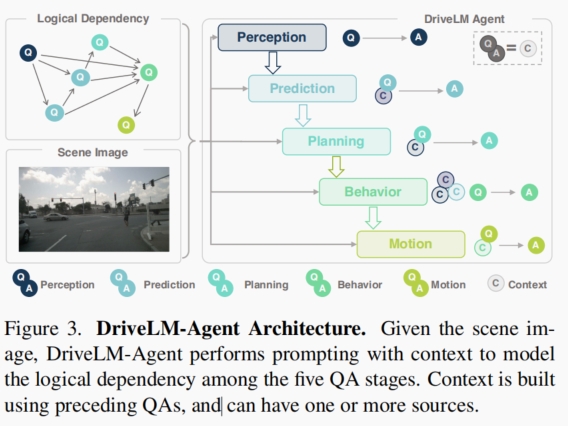 Logical Dependency
Q
Q
Q
Q
Q
Q
Scene Image
DriveLM Agent
Perception
Q
A
Q
A
=
C
Prediction
Q
C
A
Planning
Q
C
A
Behavior
C
C
C
Q
A
Motion
Q
C
A
Q
A
Perception
Q
A
Prediction
Q
A
Planning
Q
A
Behavior
Q
A
Motion
C
Context
Figure 3. DriveLM-Agent Architecture. Given the scene im-
age, DriveLM-Agent performs prompting with context to model
the logical dependency among the five QA stages. Context is built
using preceding QAs, and can have one or more sources.